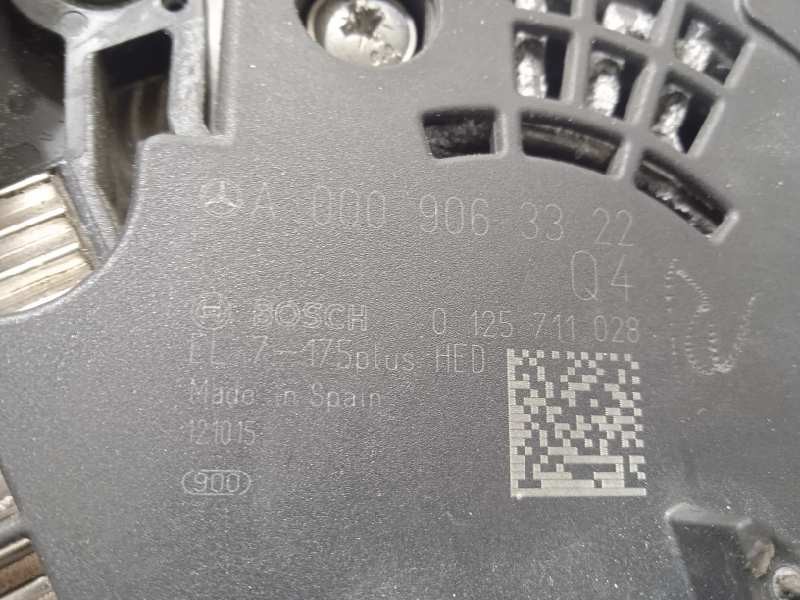 A 000 906 33 22
Q4
BOSCH 0 125 711 028
EL 7-175plus HED
Made in Spain
121015
900